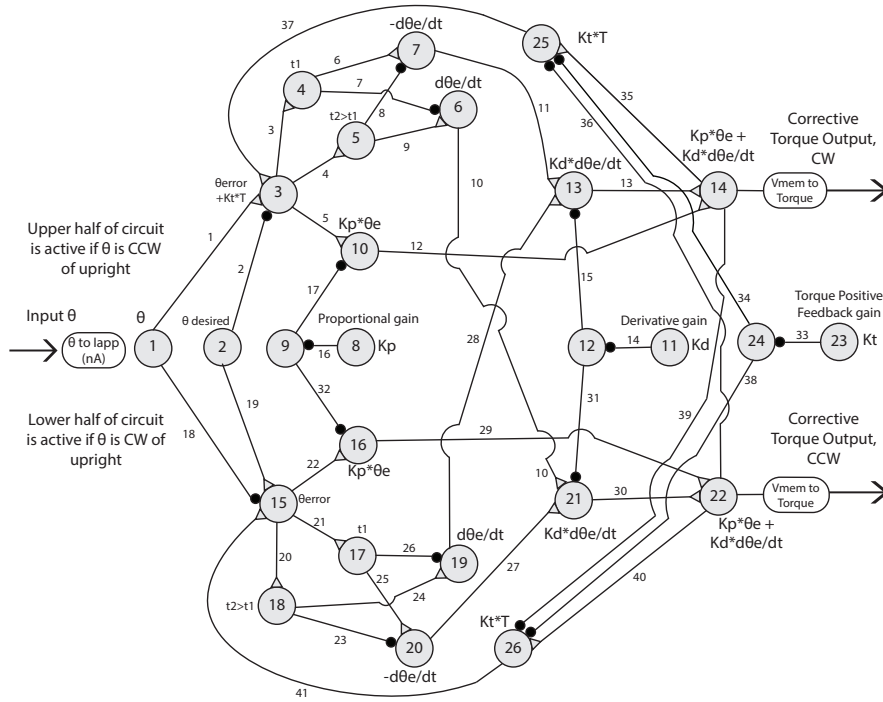 37
-dθe/dt
25
Kt*T
7
t1
6
dθe/dt
4
7
6
35
8
t2>t1
11
36
5
9
3
Corrective
Torque Output,
CW
Kp*θe +
Kd*dθe/dt
4
Kd*dθe/dt
10
θerror
+Kt*T
3
13
13
14
Vmem to
Torque
Upper half of circuit
is active if θ is CCW
of upright
1
5
Kp*θe
10
12
2
15
17
34
Input θ
θ
θ desired
Proportional gain
28
Derivative gain
Torque Positive
Feedback gain
θ to Iapp
(nA)
1
2
9
16
8
Kp
12
14
11
Kd
24
33
23
Kt
38
32
31
39
Lower half of circuit
is active if θ is CW of
upright
19
18
29
Corrective
Torque Output,
CCW
16
22
Kp*θe
10
15
θerror
21
30
22
Vmem to
Torque
21
t1
Kd*dθe/dt
Kp*θe +
Kd*dθe/dt
20
17
26
dθe/dt
19
27
25
40
t2>t1
18
24
Kt*T
23
20
26
-dθe/dt
41